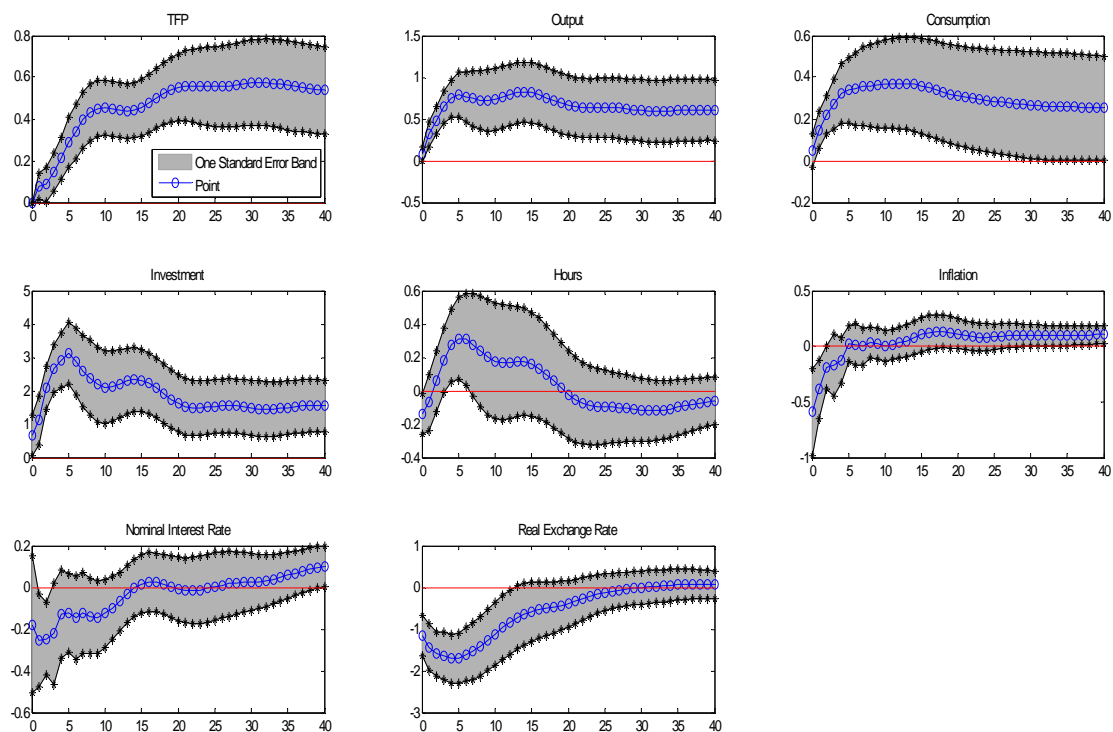 TFP
Output
Consumption
0.8
0.6
0.4
0.2
0
0 5 10 15 20 25 30 35 40
One Standard Error Band
Point
1.5
1
0.5
0
-0.5
0 5 10 15 20 25 30 35 40
0.6
0.4
0.2
0
-0.2
0 5 10 15 20 25 30 35 40
Investment
Hours
Inflation
5
4
3
2
1
0
0 5 10 15 20 25 30 35 40
0.6
0.4
0.2
0
-0.2
-0.4
0 5 10 15 20 25 30 35 40
0.5
0
-0.5
-1
0 5 10 15 20 25 30 35 40
Nominal Interest Rate
Real Exchange Rate
0.2
0
-0.2
-0.4
-0.6
0 5 10 15 20 25 30 35 40
1
0
-1
-2
-3
0 5 10 15 20 25 30 35 40